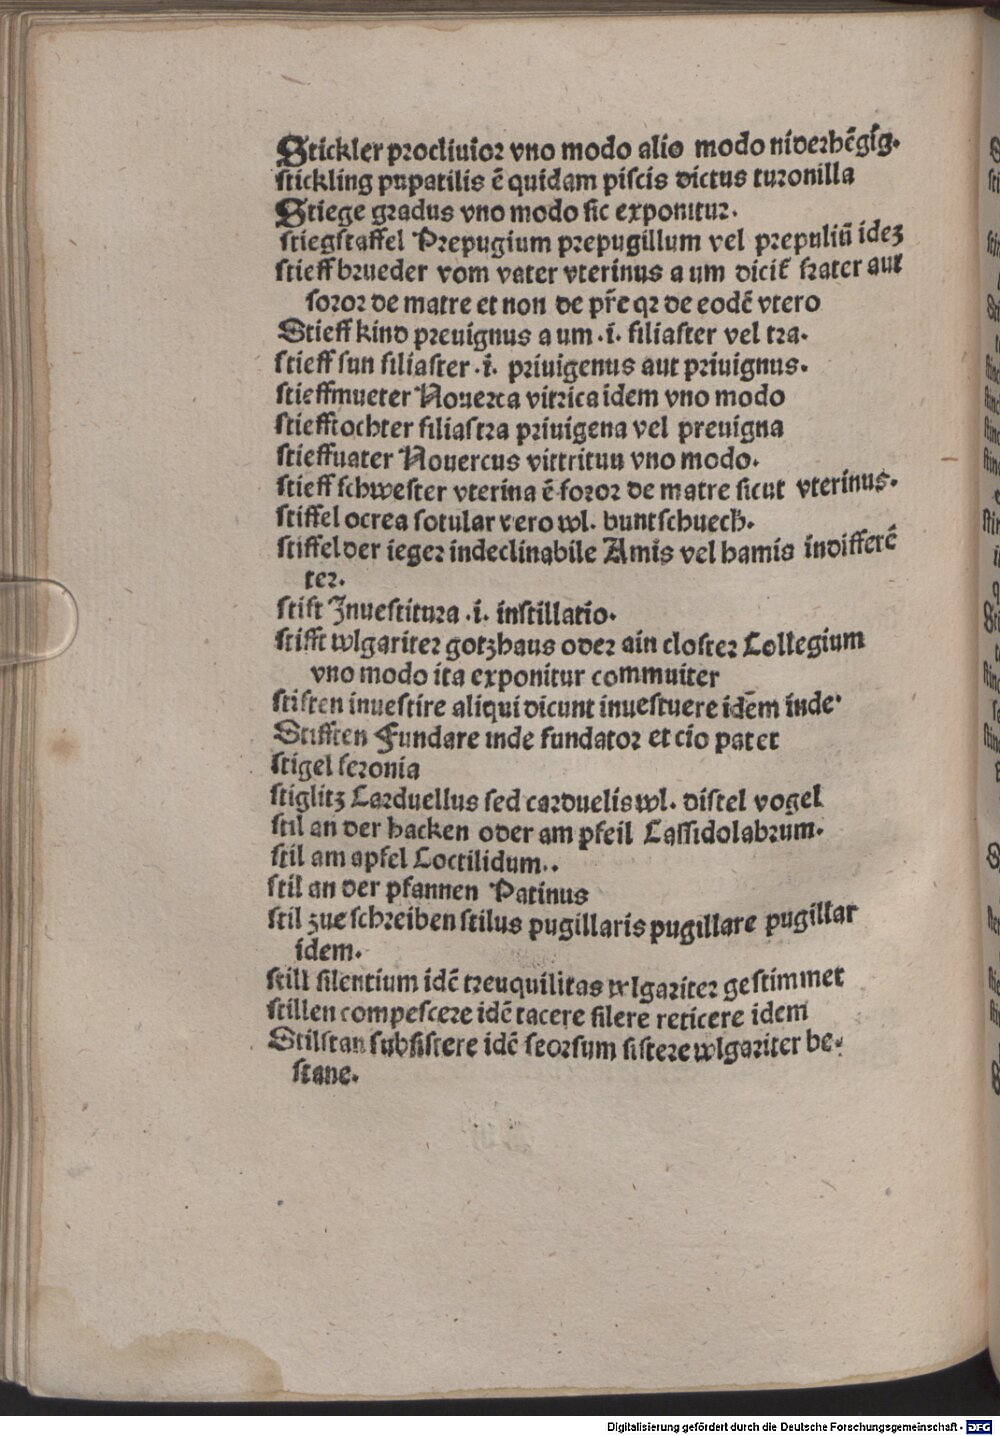 Stickler procliuior vno modo alio modo niderhēgīg.
stickling pupatilis ē quidam piscis dictus turonilla
Stiege gradus vno modo sic exponitur.
stiegstaffel Prepugium prepugillum vel prepuliū idez
stieff brueder vom vater vterinus a um dicit̄ frater aut
soror de matre et non de pr̄e qr de eodē vtero
Stieff kind preuignus a um .i. filiaster vel tra.
stieff sun filiaster .i. priuigenus aut priuignus.
stieffmueter Nouerca vitrica idem vno modo
stiefftochter filiastra priuigena vel preuigna
stieffuater Nouercus vittrituu vno modo.
stieff schwester vterina ē soror de matre sicut vterinus.
stiffel ocrea sotular vero wl. buntschuech.
stiffel der ieger indeclinabile Amis vel hamis indifferē
ter.
stift Inuestitura .i. instillatio.
stifft wlgariter gotzhaus oder ain closter Collegium
vno modo ita exponitur commuiter
stiften inuestire aliqui dicunt inuestuere idēm inde·
Stifften Fundare inde fundator et cio patet
stigel seronia
stiglitz Carduellus sed carduelis wl. distel vogel
stil an der hacken oder am pfeil Cassidolabrum.
stil am apfel Coctilidum..
stil an der pfannen Patinus
stil zue schreiben stilus pugillaris pugillare pugillar
idem.
still silentium idē treuquilitas wlgariter gestimmet
stillen compescere idē tacere silere reticere idem
Stilstan subsistere idē seorsum sistere wlgariter be⸗
stane.
Digitalisierung gefördert durch die Deutsche Forschungsgemeinschaft - DFG